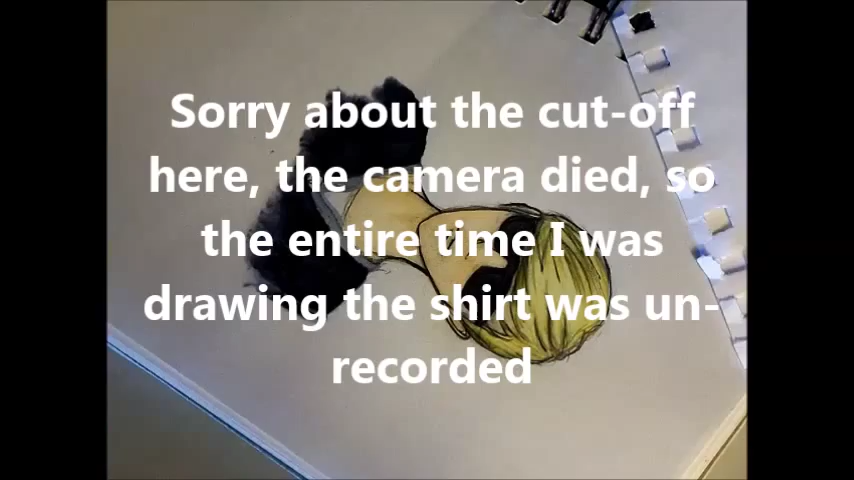 Sorry about the cut-off
here, the camera died, so
the entire time I was
drawing the shirt was un-
recorded